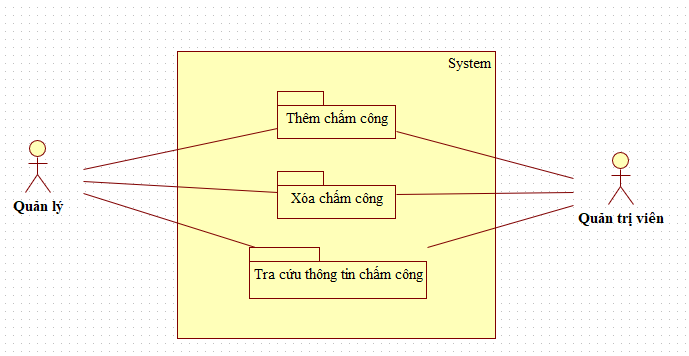 System
Thêm chấm công
Xóa chấm công
Quản lý
Quản trị viên
Tra cứu thông tin chấm công